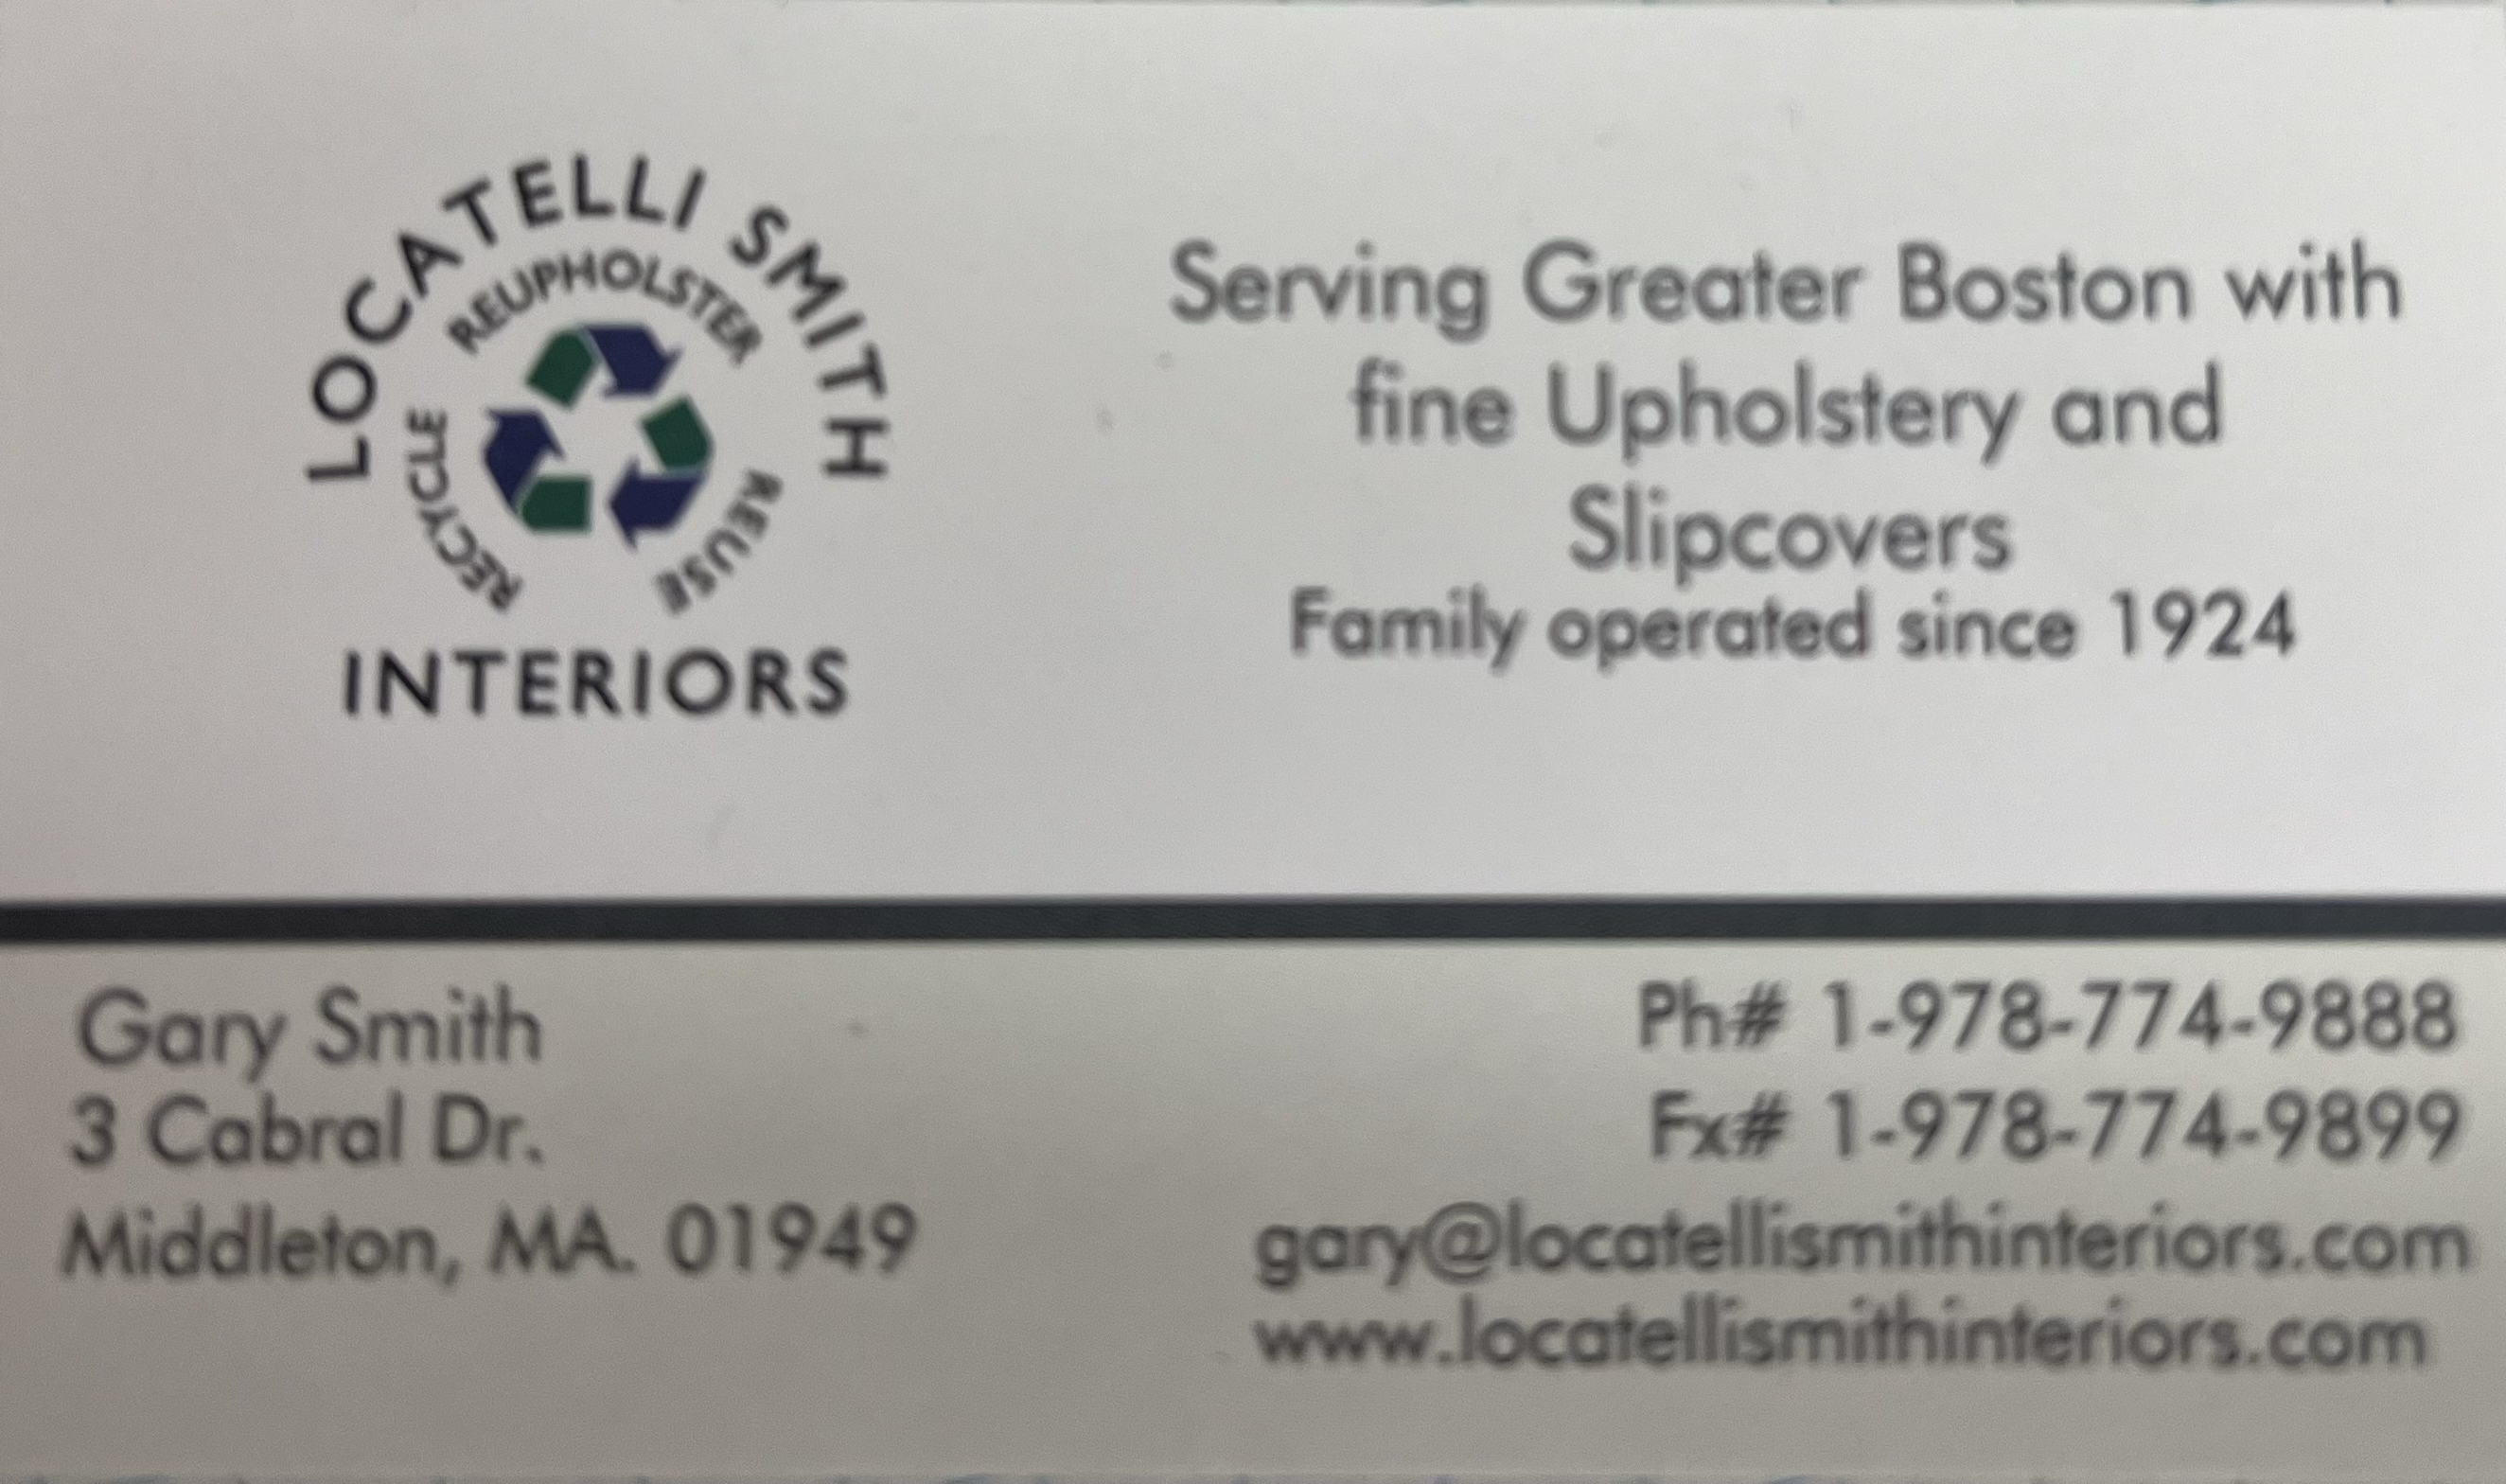 LOCATELLI SMITH
REUPHOLSTER
RECYCLE
REUSE
INTERIORS
Serving Greater Boston with
fine Upholstery and
Slipcovers
Family operated since 1924
Gary Smith
3 Cabral Dr.
Middleton, MA. 01949
Ph# 1-978-774-9888
Fx# 1-978-774-9899
gary@locatellismithinteriors.com
www.locatellismithinteriors.com